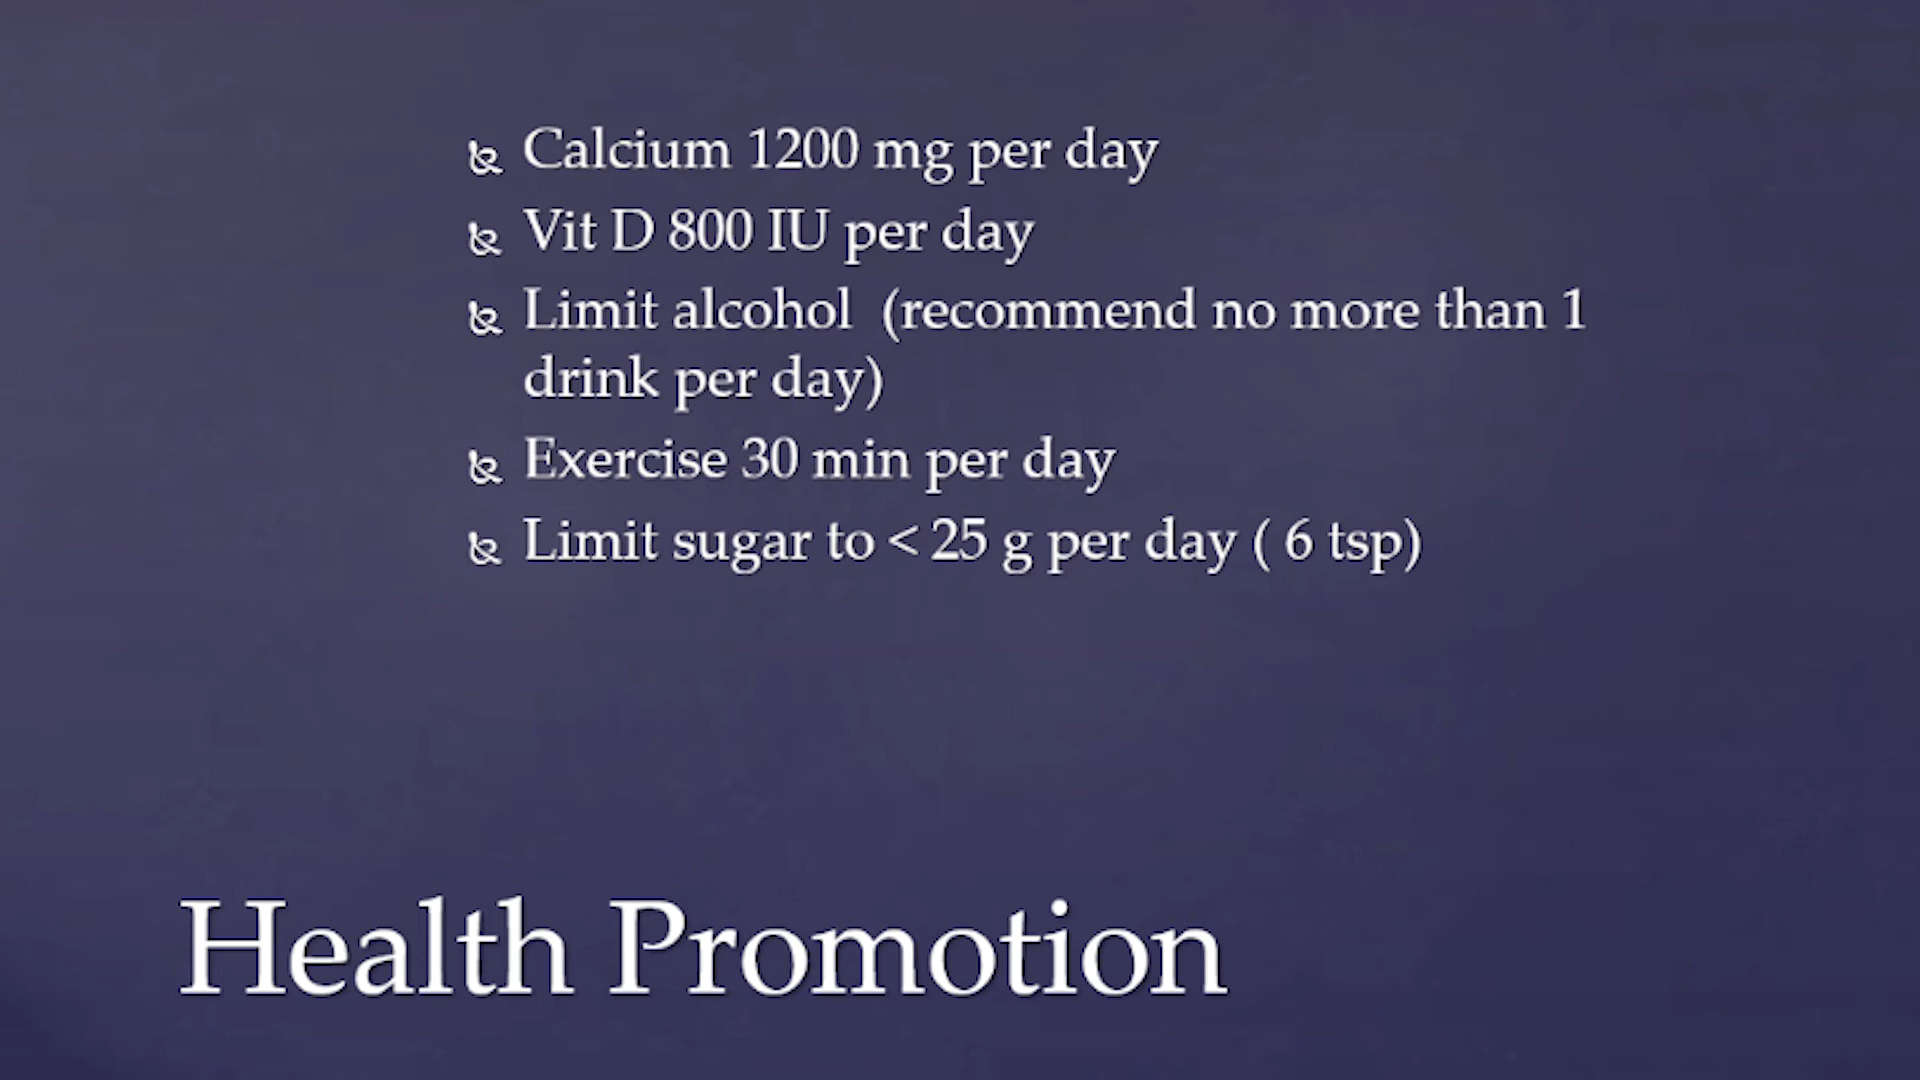 Calcium 1200 mg per day
Vit D 800 IU per day
Limit alcohol  (recommend no more than 1
drink per day)
Exercise 30 min per day
Limit sugar to < 25 g per day ( 6 tsp)
Health Promotion